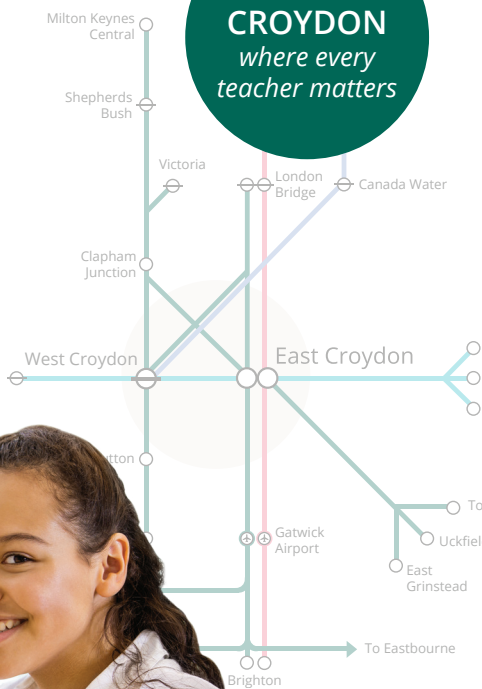 CROYDON
where every
teacher matters
Milton Keynes
Central
Shepherds
Bush
Victoria
London
Bridge
Canada Water
Clapham
Junction
West Croydon
East Croydon
Gatwick
Airport
East
Grinstead
To Eastbourne
Brighton